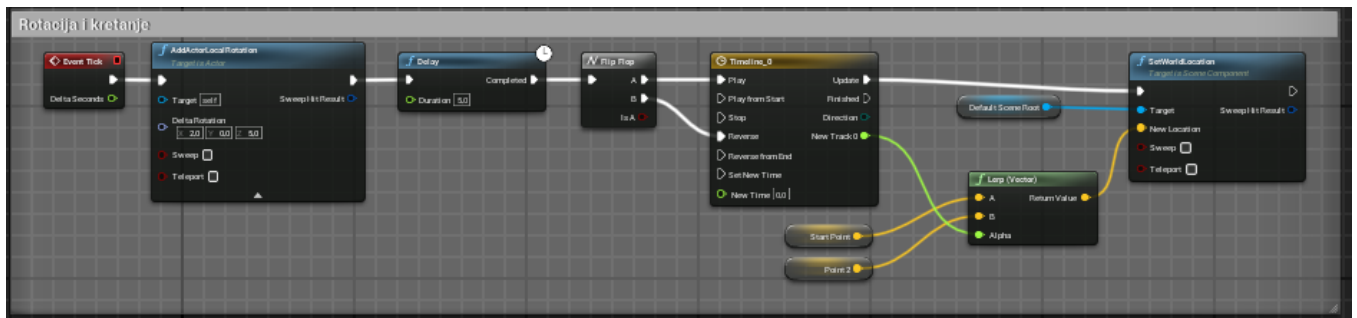 Rotacija i kretanje
Event Tick
Delta Seconds
AddActorLocalRotation
Target is Actor
Target self
Sweep Hit Result
Delta Rotation
X 2,0 Y 0,0 Z 5,0
Sweep
Teleport
Delay
Completed
Duration 5,0
Flip Flop
A
B
Is A
Timeline_0
Play
Update
Play from Start
Finished
Stop
Direction
Reverse
New Track 0
Reverse from End
Set New Time
New Time 0,0
Start Point
Point 2
Default Scene Root
Lerp (Vector)
A
Return Value
B
Alpha
SetWorldLocation
Target is Scene Component
Target
Sweep Hit Result
New Location
Sweep
Teleport